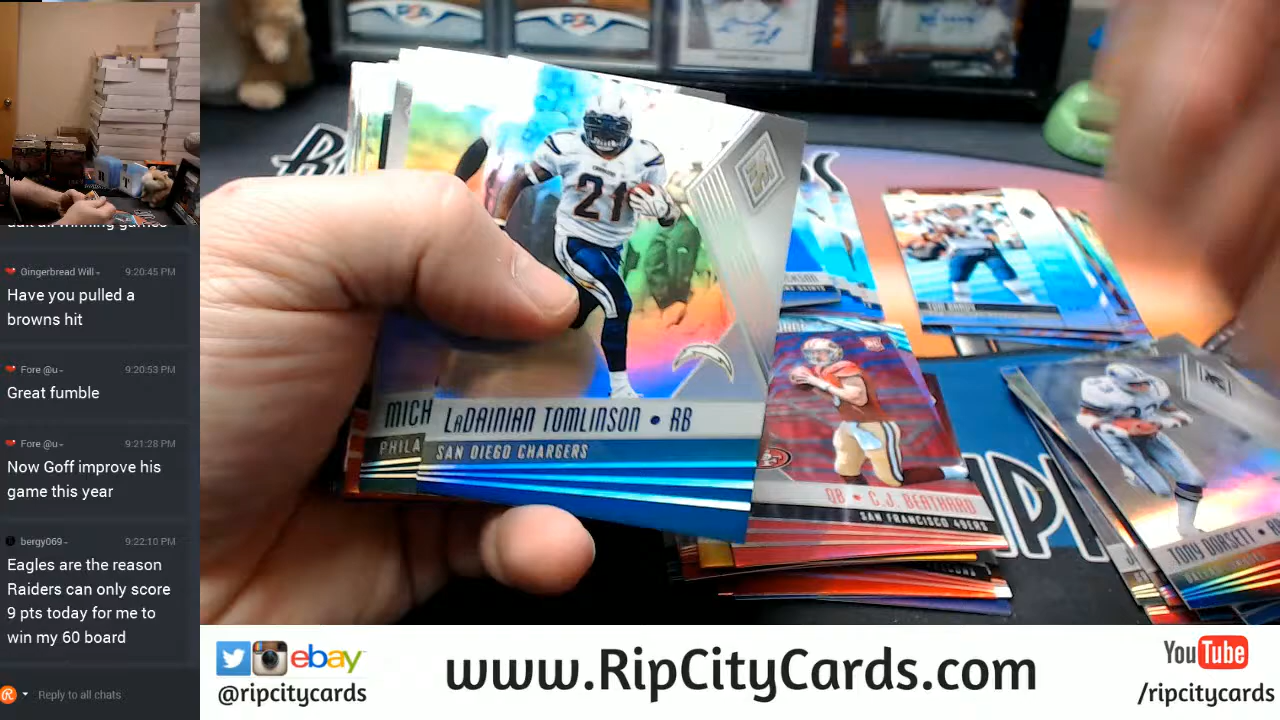 Gingerbread Will
9:20:45 PM
Have you pulled a
browns hit
Fore @u
9:20:53 PM
Great fumble
Fore @u
9:21:28 PM
Now Goff improve his
game this year
bergy069
9:22:10 PM
Eagles are the reason
Raiders can only score
9 pts today for me to
win my 60 board
Reply to all chats
PSA
PSA
21
MICH
LADAINIAN TOMLINSON • RB
PHILA
SAN DIEGO CHARGERS
TOM BRADY
QB • C.J. BEATHARD
SAN FRANCISCO 49ERS
TONY DORSETT
ebay
@ripcitycards
www.RipCityCards.com
YouTube
/ripcitycards